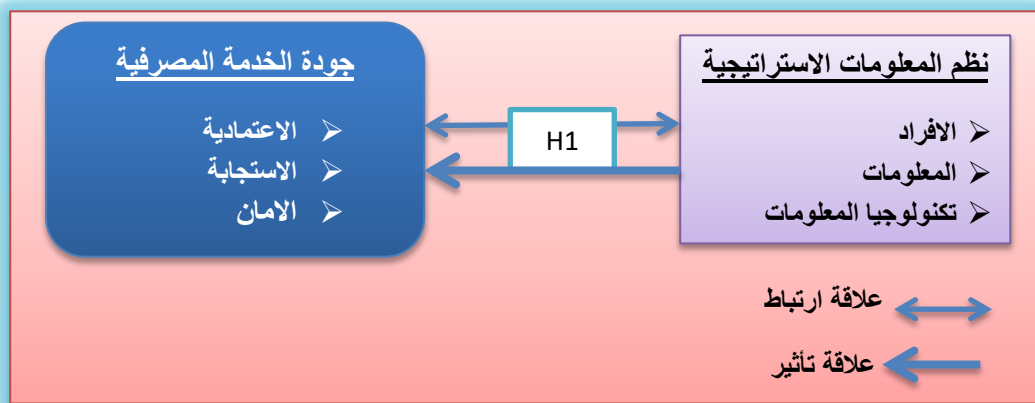 نظم المعلومات الاستراتيجية
الافراد
المعلومات
تكنولوجيا المعلومات
H1
جودة الخدمة المصرفية
الاعتمادية
الاستجابة
الامان
علاقة ارتباط
علاقة تأثير